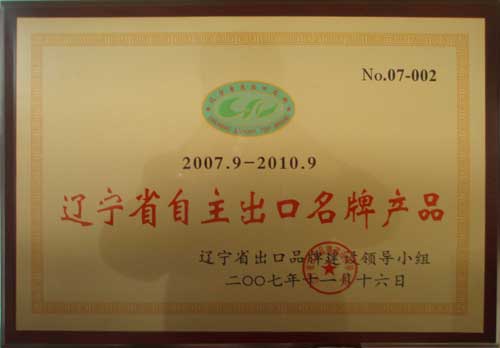 No.07-002
2007.9-2010.9
辽宁省自主出口名牌产品
辽宁省出口品牌建设领导小组
二〇〇七年十一月十六日